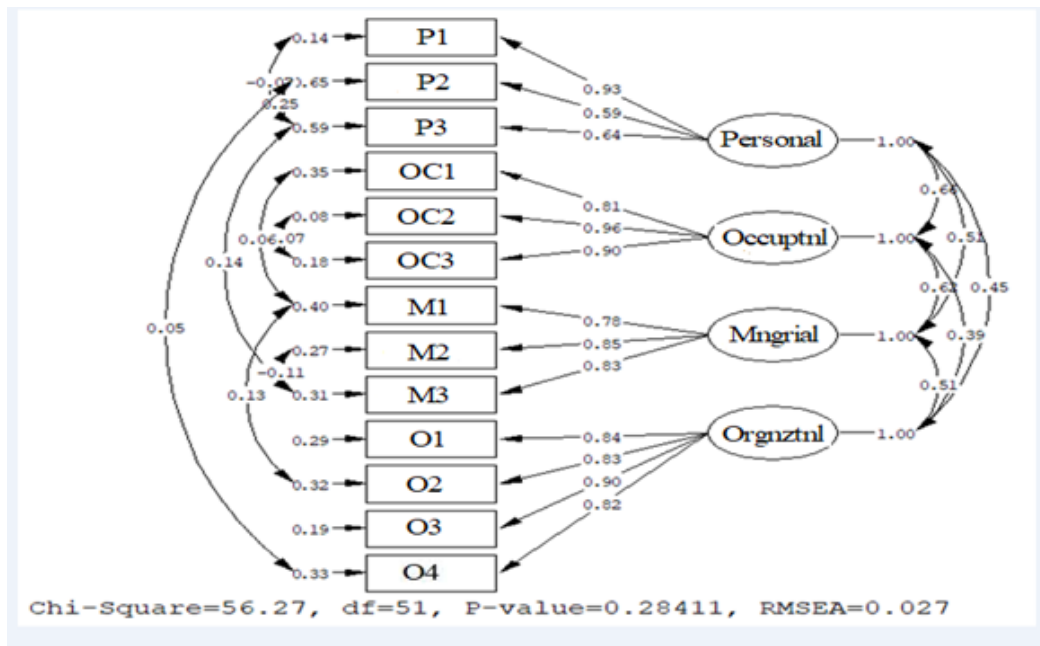 0.14 P1
-0.07 0.65 P2 0.93
0.25 0.59
0.59 P3 0.64 Personal 1.00
0.35 OC1
0.66
0.08 OC2 0.81
0.06 .07 0.96 Occuptnl 1.00 0.51
0.14 0.18 OC3 0.90
0.62 0.45
0.40 M1
0.05 0.78 Mngrial 1.00 0.39
0.27 M2 0.85
-0.11 0.83
0.13 0.31 M3 0.51
0.29 O1 0.84 Orgnztnl 1.00
0.83
0.32 O2 0.90
0.82
0.19 O3
0.33 O4
Chi-Square=56.27, df=51, P-value=0.28411, RMSEA=0.027